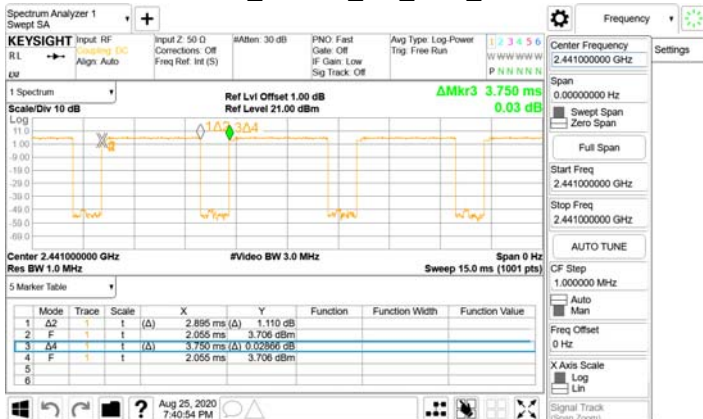 Spectrum Analyzer 1
Swept SA
+
Frequency
KEYSIGHT
RL
Input: RF
Coupling: DC
Align: Auto
Input Z: 50 Ω
Corrections: Off
Freq Ref: Int (S)
#Atten: 30 dB
PNO: Fast
Gate: Off
IF Gain: Low
Sig Track: Off
Avg Type: Log-Power
Trig: Free Run
1 2 3 4 5 6
W W W W W W
P N N N N N
Center Frequency
2.441000000 GHz
Settings
Span
0.00000000 Hz
Swept Span
Zero Span
Full Span
Start Freq
2.441000000 GHz
Stop Freq
2.441000000 GHz
AUTO TUNE
CF Step
1.000000 MHz
Auto
Man
Freq Offset
0 Hz
X Axis Scale
Log
Lin
Signal Track
(Span Zoom)
1 Spectrum
Scale/Div 10 dB
Ref Lvl Offset 1.00 dB
Ref Level 21.00 dBm
ΔMkr3 3.750 ms
0.03 dB
Log
11.0
1.00
-9.00
-19.0
-29.0
-39.0
-49.0
-59.0
-69.0
1Δ2
3Δ4
Center 2.441000000 GHz
Res BW 1.0 MHz
#Video BW 3.0 MHz
Span 0 Hz
Sweep 15.0 ms (1001 pts)
5 Marker Table
Mode Trace Scale X Y Function Function Width Function Value
1 Δ2 1 t (Δ) 2.895 ms (Δ) 1.110 dB
2 F 1 t 2.055 ms 3.706 dBm
3 Δ4 1 t (Δ) 3.750 ms (Δ) 0.02866 dB
4 F 1 t 2.055 ms 3.706 dBm
5
6
?
Aug 25, 2020
7:40:54 PM